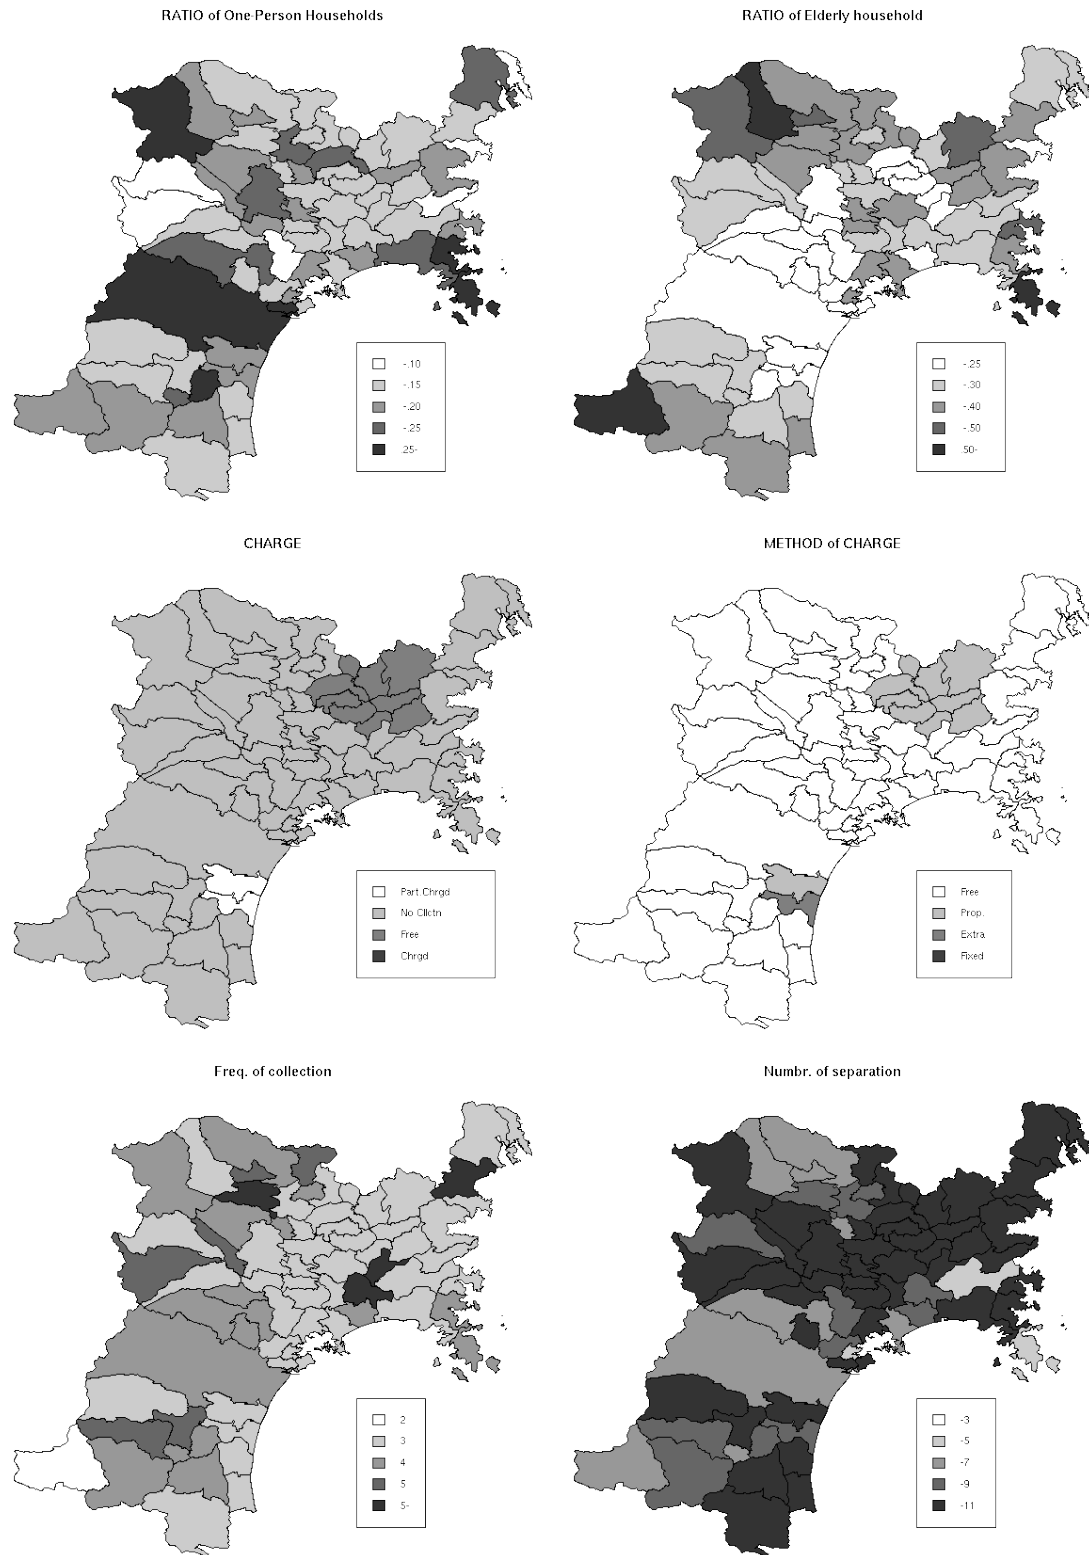 RATIO of One-Person Households
RATIO of Elderly household
-.10
-.15
-.20
-.25
.25-
-.25
-.30
-.40
-.50
.50-
CHARGE
METHOD of CHARGE
Part Chrgd
No Cllctn
Free
Chrgd
Free
Prop.
Extra
Fixed
Freq. of collection
Numbr. of separation
2
3
4
5
5-
-3
-5
-7
-9
-11